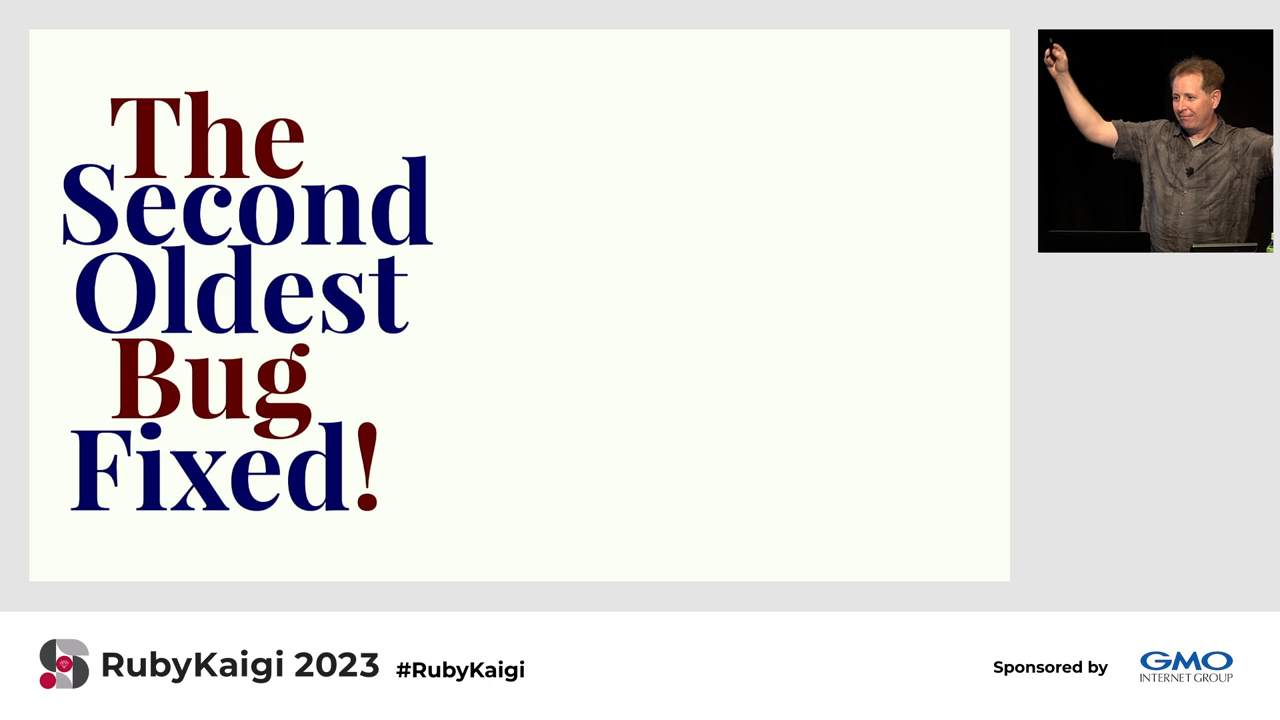 The
Second
Oldest
Bug
Fixed!
RubyKaigi 2023 #RubyKaigi
Sponsored by
GMO
INTERNET GROUP